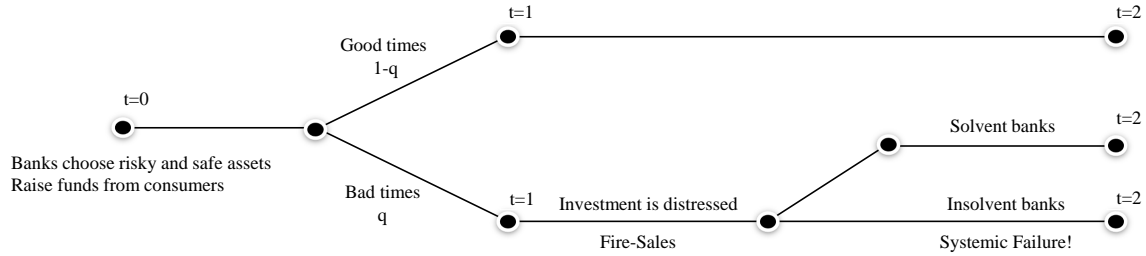 t=0
Banks choose risky and safe assets
Raise funds from consumers
Good times
1-q
t=1
t=2
Bad times
q
t=1
Investment is distressed
Fire-Sales
Solvent banks
t=2
Insolvent banks
Systemic Failure!
t=2